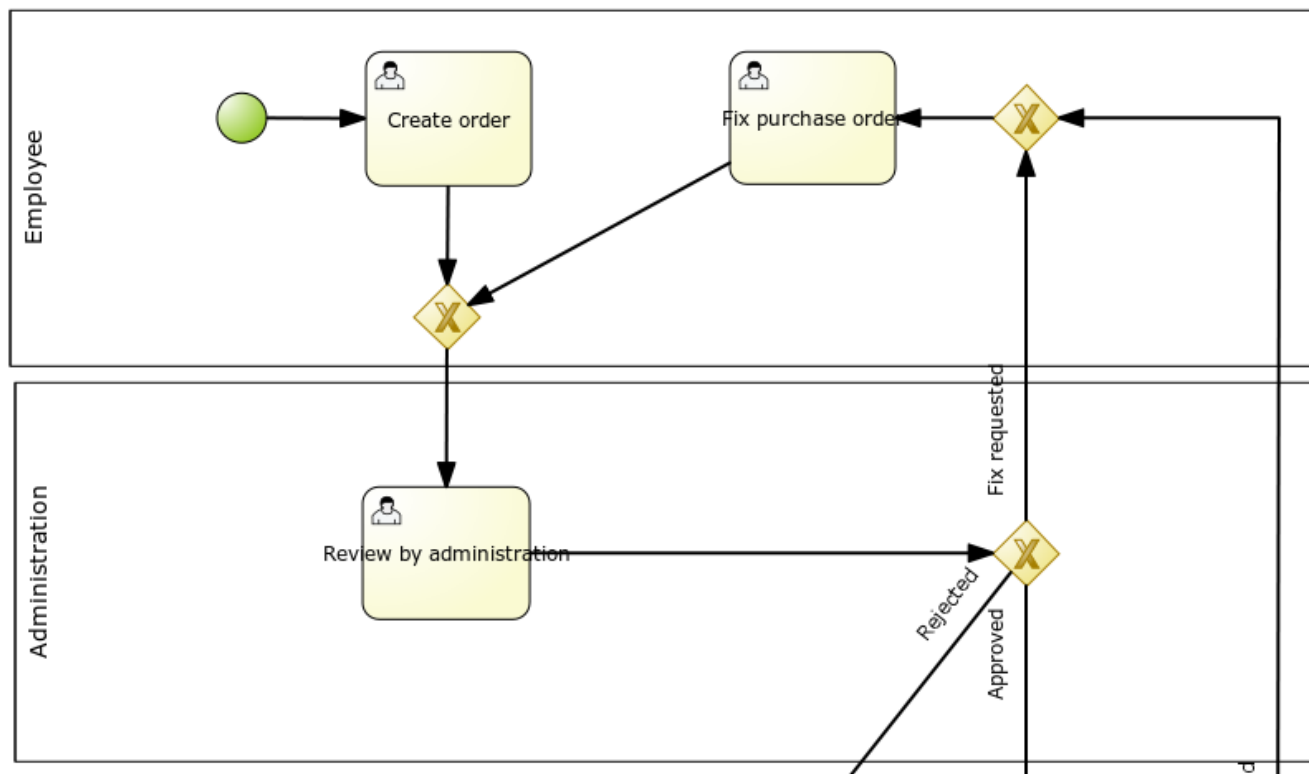 Employee
Create order
Fix purchase order
Administration
Review by administration
Fix requested
Rejected
Approved